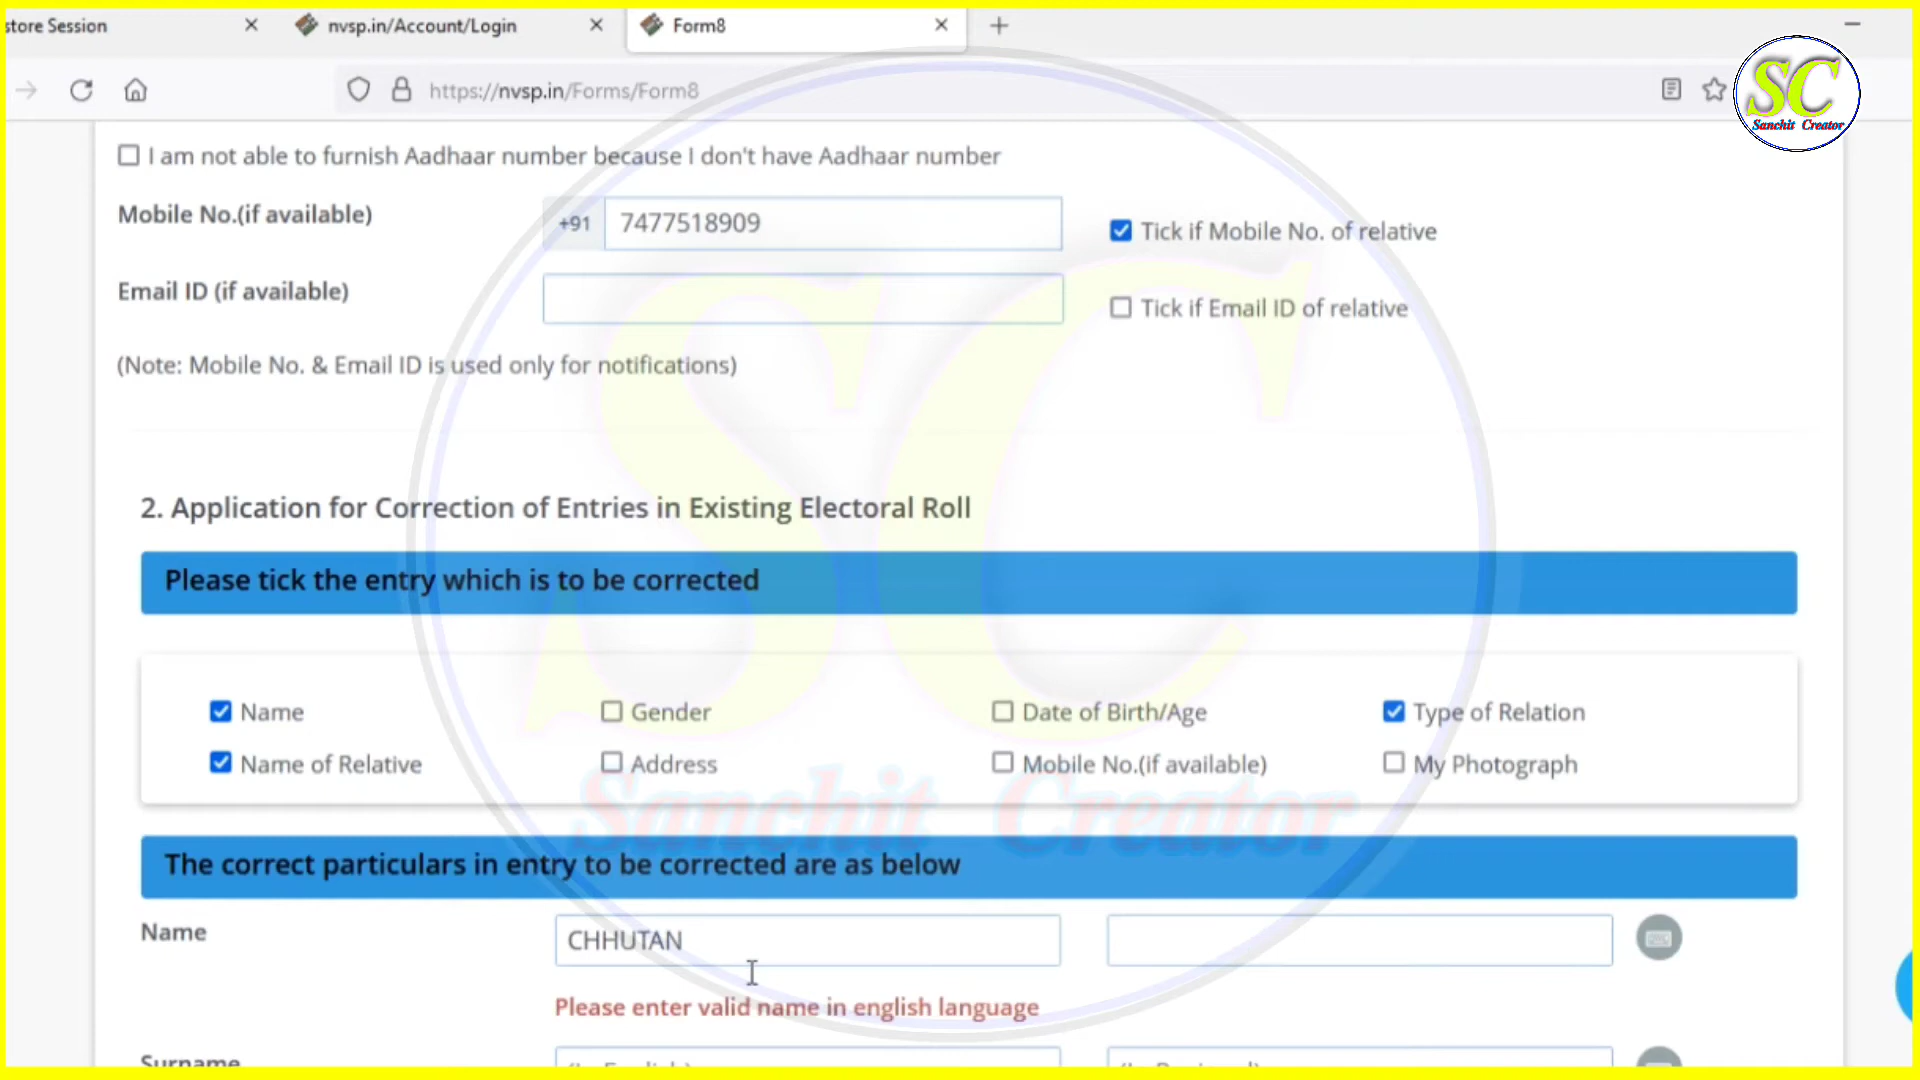 store Session
nvsp.in/Account/Login
Form8
https://nvsp.in/Forms/Form8
SC
Sanchit Creator
I am not able to furnish Aadhaar number because I don't have Aadhaar number
Mobile No.(if available)
+91
7477518909
Tick if Mobile No. of relative
Email ID (if available)
Tick if Email ID of relative
(Note: Mobile No. & Email ID is used only for notifications)
SC
2. Application for Correction of Entries in Existing Electoral Roll
Please tick the entry which is to be corrected
Name
Gender
Date of Birth/Age
Type of Relation
Name of Relative
Address
Mobile No.(if available)
My Photograph
Sanchit Creator
The correct particulars in entry to be corrected are as below
Name
CHHUTAN
Please enter valid name in english language
Surname